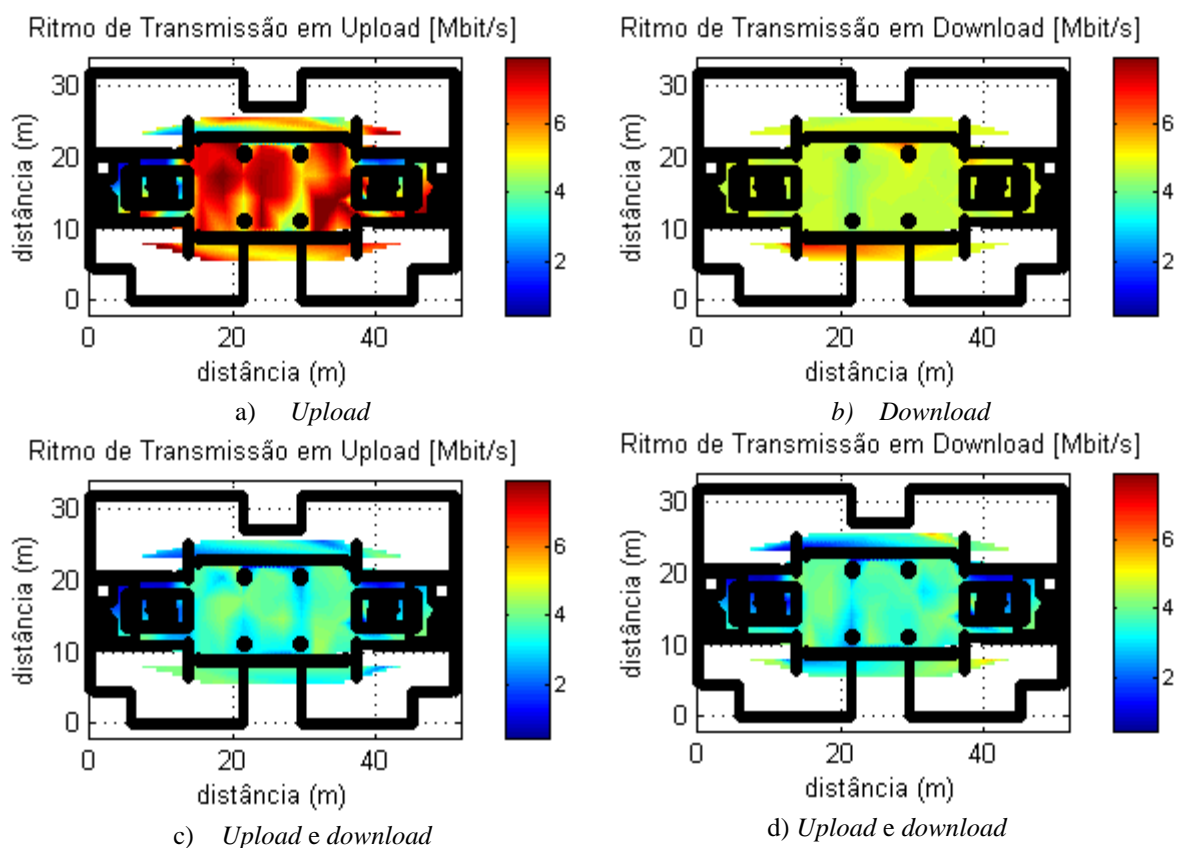 Ritmo de Transmissão em Upload [Mbit/s]
distância (m)
30
20
10
0
0 20 40
distância (m)
6
4
2
a) Upload
Ritmo de Transmissão em Download [Mbit/s]
distância (m)
30
20
10
0
0 20 40
distância (m)
6
4
2
b) Download
Ritmo de Transmissão em Upload [Mbit/s]
distância (m)
30
20
10
0
0 20 40
distância (m)
6
4
2
c) Upload e download
Ritmo de Transmissão em Download [Mbit/s]
distância (m)
30
20
10
0
0 20 40
distância (m)
6
4
2
d) Upload e download